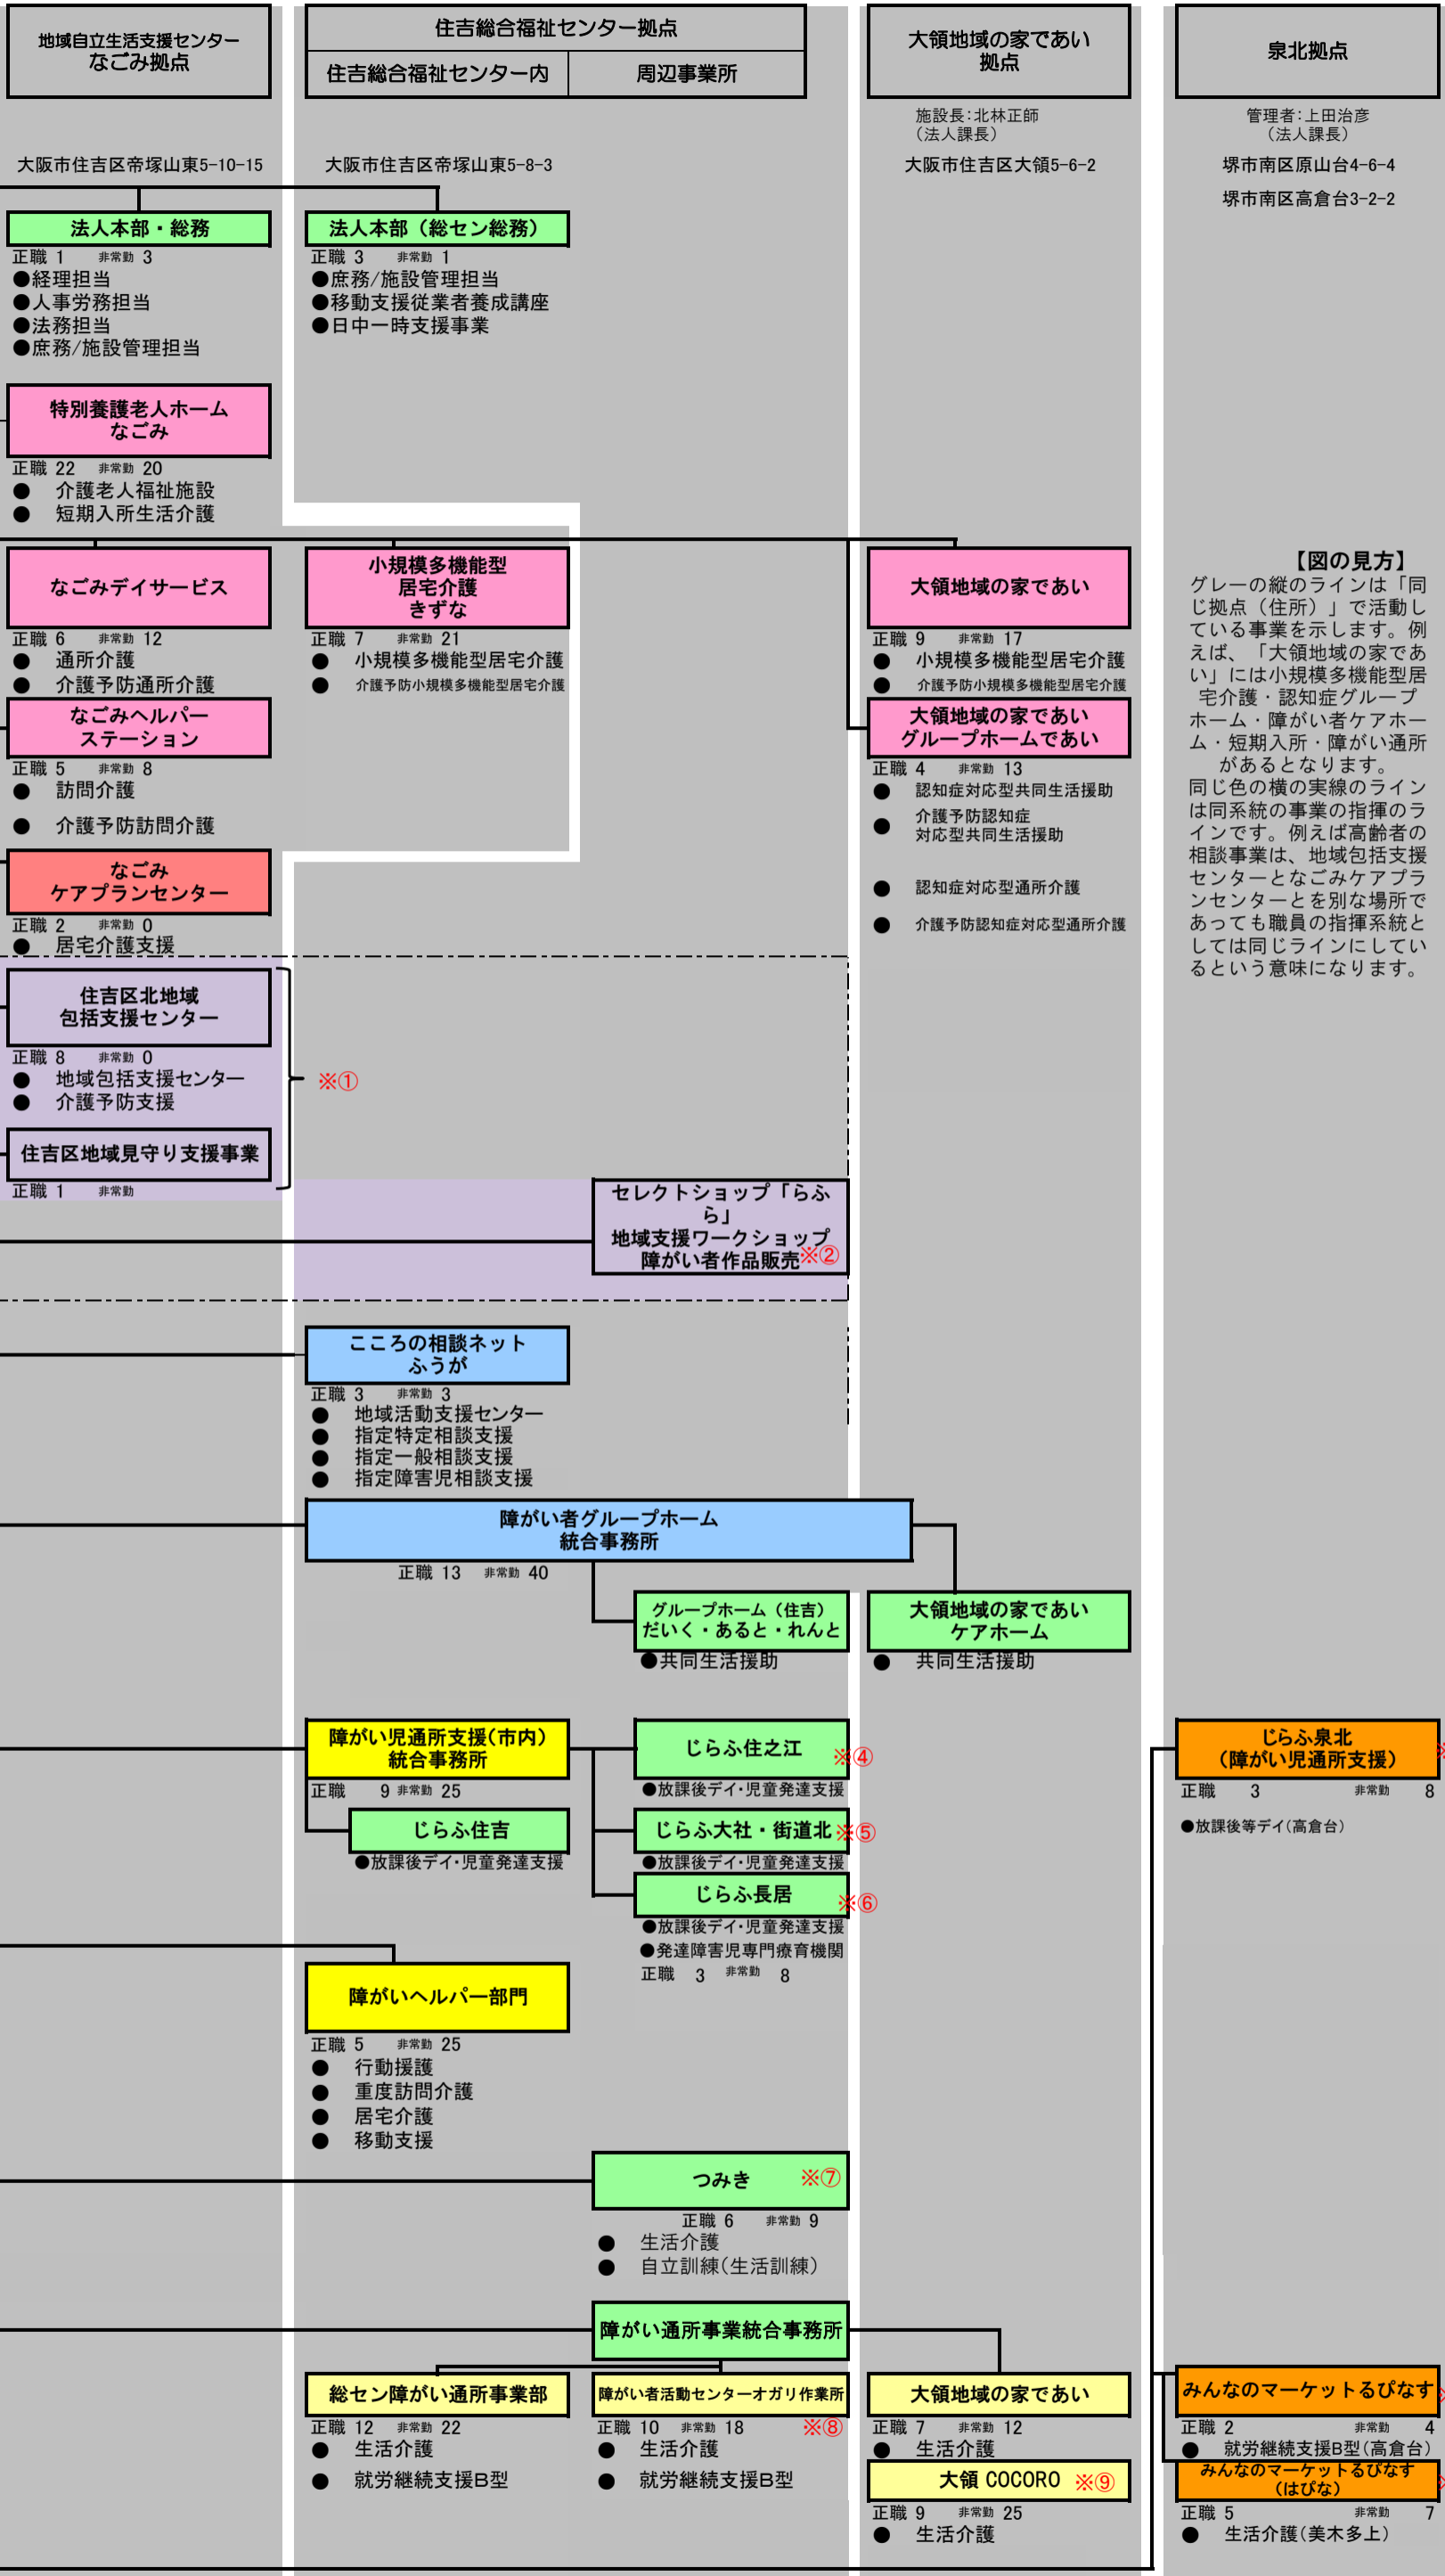 地域自立生活支援センター
なごみ拠点
住吉総合福祉センター拠点
住吉総合福祉センター内
周辺事業所
大領地域の家であい
拠点
泉北拠点
施設長：北林正師
（法人課長）
管理者：上田治彦
（法人課長）
大阪市住吉区帝塚山東5-10-15
大阪市住吉区帝塚山東5-8-3
大阪市住吉区大領5-6-2
堺市南区原山台4-6-4
堺市南区高倉台3-2-2
法人本部・総務
正職 1 非常勤 3
●経理担当
●人事労務担当
●法務担当
●庶務/施設管理担当
法人本部（総セン総務）
正職 3 非常勤 1
●庶務/施設管理担当
●移動支援従業者養成講座
●日中一時支援事業
特別養護老人ホーム
なごみ
正職 22 非常勤 20
● 介護老人福祉施設
● 短期入所生活介護
なごみデイサービス
正職 6 非常勤 12
● 通所介護
● 介護予防通所介護
小規模多機能型
居宅介護
きずな
正職 7 非常勤 21
● 小規模多機能型居宅介護
● 介護予防小規模多機能型居宅介護
大領地域の家であい
正職 9 非常勤 17
● 小規模多機能型居宅介護
● 介護予防小規模多機能型居宅介護
【図の見方】
グレーの縦のラインは「同
じ拠点（住所）」で活動し
ている事業を示します。例
えば、「大領地域の家であ
い」には小規模多機能型居
宅介護・認知症グループ
ホーム・障がい者ケアホー
ム・短期入所・障がい通所
があるとなります。
同じ色の横の実線のライン
は同系統の事業の指揮のラ
インです。例えば高齢者の
相談事業は、地域包括支援
センターとなごみケアプラ
ンセンターとを別な場所で
あっても職員の指揮系統と
しては同じラインにしてい
るという意味になります。
なごみヘルパー
ステーション
正職 5 非常勤 8
● 訪問介護
● 介護予防訪問介護
大領地域の家であい
グループホームであい
正職 4 非常勤 13
● 認知症対応型共同生活援助
● 介護予防認知症
対応型共同生活援助
● 認知症対応型通所介護
● 介護予防認知症対応型通所介護
なごみ
ケアプランセンター
正職 2 非常勤 0
● 居宅介護支援
住吉区北地域
包括支援センター
正職 8 非常勤 0
● 地域包括支援センター
● 介護予防支援
※①
住吉区地域見守り支援事業
正職 1 非常勤
セレクトショップ「らふ
ら」
地域支援ワークショップ
障がい者作品販売※②
こころの相談ネット
ふうが
正職 3 非常勤 3
● 地域活動支援センター
● 指定特定相談支援
● 指定一般相談支援
● 指定障害児相談支援
障がい者グループホーム
統合事務所
正職 13 非常勤 40
グループホーム（住吉）
だいく・あると・れんと
●共同生活援助
大領地域の家であい
ケアホーム
● 共同生活援助
障がい児通所支援（市内）
統合事務所
正職 9 非常勤 25
じらふ住吉
●放課後デイ・児童発達支援
じらふ住之江 ※④
●放課後デイ・児童発達支援
じらふ大社・街道北 ※⑤
●放課後デイ・児童発達支援
じらふ長居 ※⑥
●放課後デイ・児童発達支援
●発達障害児専門療育機関
正職 3 非常勤 8
じらふ泉北
（障がい児通所支援）
正職 3 非常勤 8
●放課後等デイ（高倉台）
障がいヘルパー部門
正職 5 非常勤 25
● 行動援護
● 重度訪問介護
● 居宅介護
● 移動支援
つみき ※⑦
正職 6 非常勤 9
● 生活介護
● 自立訓練（生活訓練）
障がい通所事業統合事務所
総セン障がい通所事業部
正職 12 非常勤 22
● 生活介護
● 就労継続支援B型
障がい者活動センターオガリ作業所
正職 10 非常勤 18 ※⑧
● 生活介護
● 就労継続支援B型
大領地域の家であい
正職 7 非常勤 12
● 生活介護
大領 COCORO ※⑨
正職 9 非常勤 25
● 生活介護
みんなのマーケットるぴなす
正職 2 非常勤 4
● 就労継続支援B型（高倉台）
みんなのマーケットるぴなす
（はぴな）
正職 5 非常勤 7
● 生活介護（美木多上）